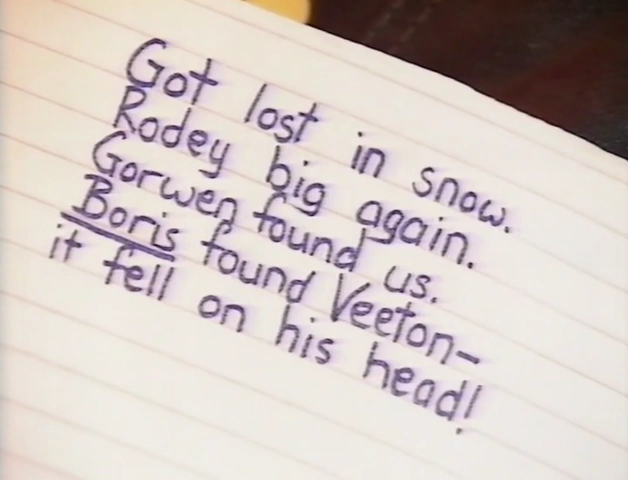 Got lost in snow.
Rodey big again.
Gorwen found us.
Boris found Veeton-
it fell on his head!